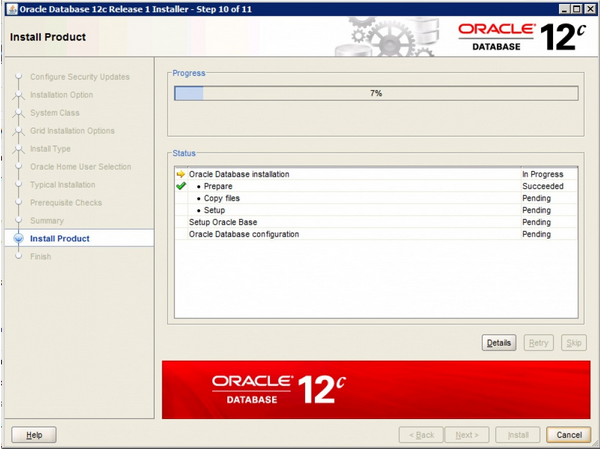 Oracle Database 12c Release 1 Installer - Step 10 of 11
Install Product
ORACLE DATABASE 12c
Configure Security Updates
Installation Option
System Class
Grid Installation Options
Install Type
Oracle Home User Selection
Typical Installation
Prerequisite Checks
Summary
Install Product
Finish
Progress
7%
Status
Oracle Database installation In Progress
• Prepare Succeeded
• Copy files Pending
• Setup Pending
Setup Oracle Base Pending
Oracle Database configuration Pending
Details Retry Skip
ORACLE DATABASE 12c
Help < Back Next > Install Cancel